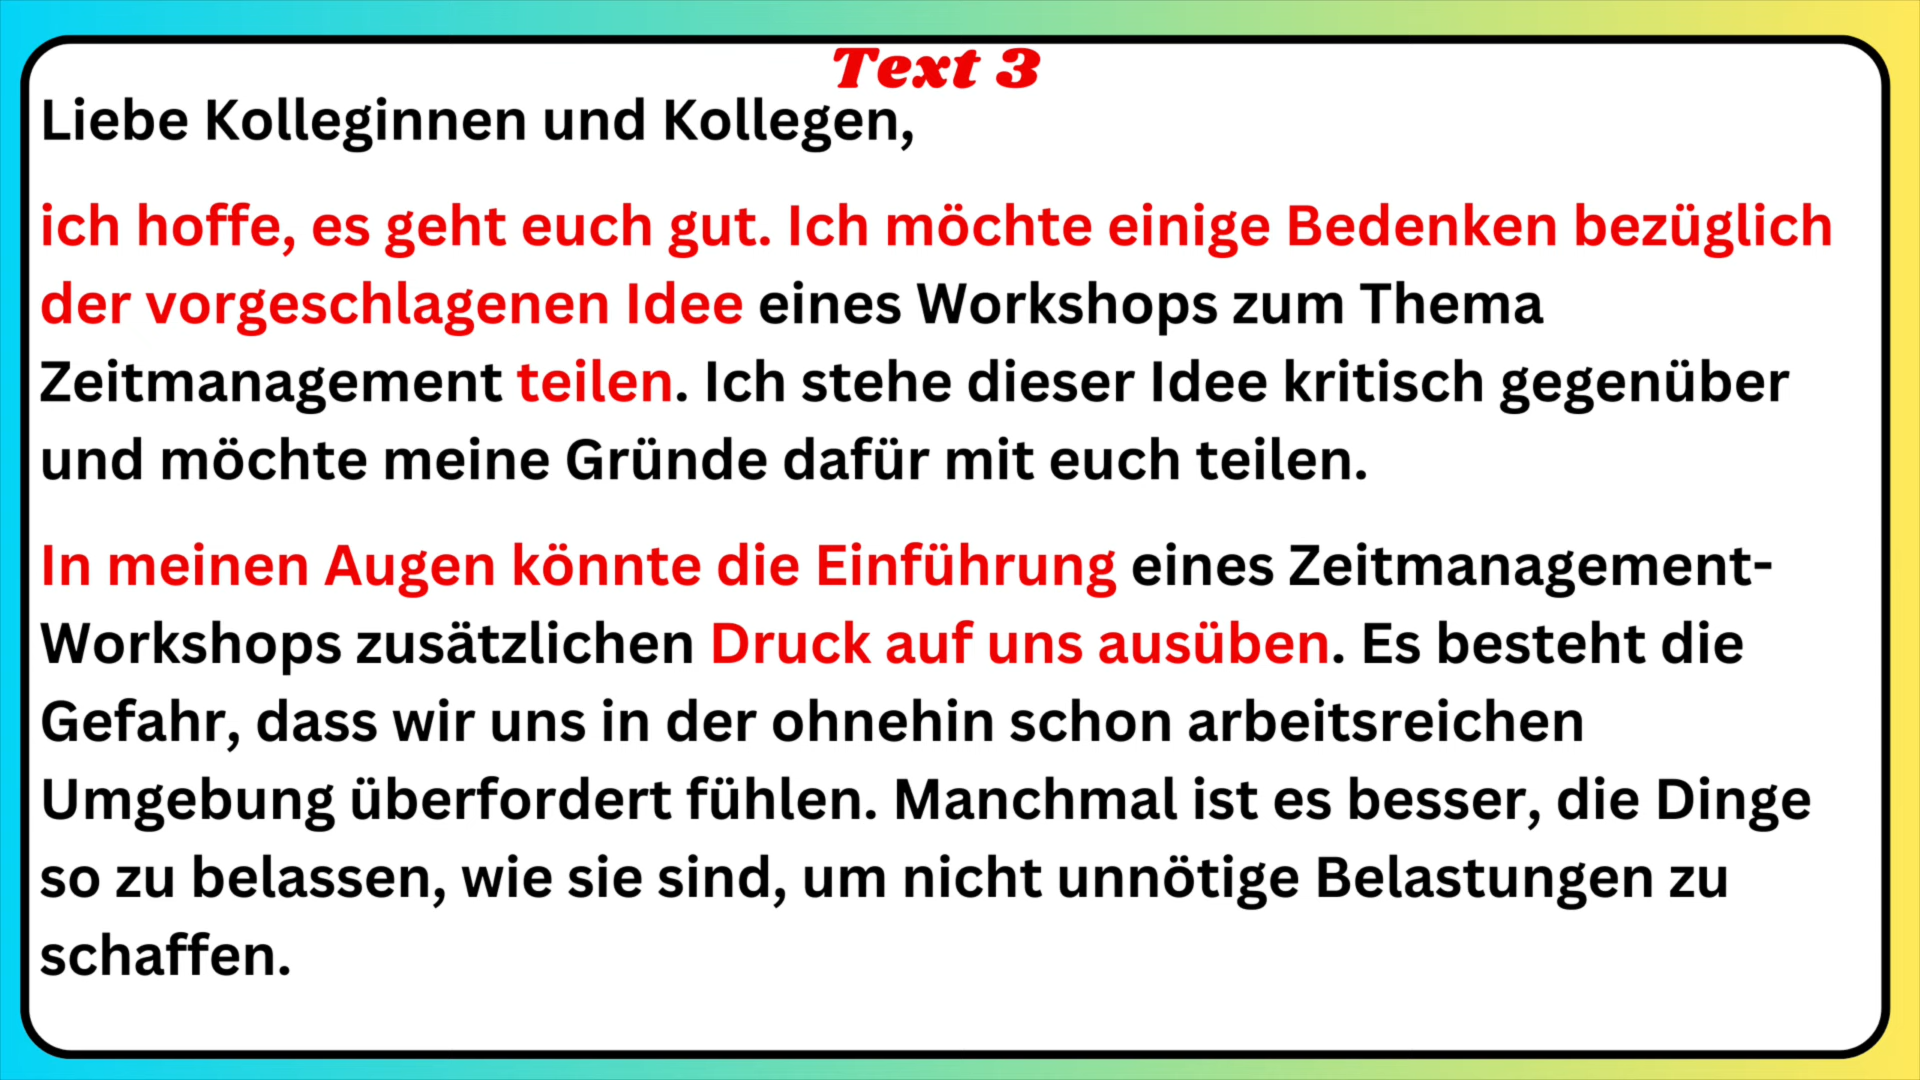 Text 3
Liebe Kolleginnen und Kollegen,
ich hoffe, es geht euch gut. Ich möchte einige Bedenken bezüglich
der vorgeschlagenen Idee eines Workshops zum Thema
Zeitmanagement teilen. Ich stehe dieser Idee kritisch gegenüber
und möchte meine Gründe dafür mit euch teilen.
In meinen Augen könnte die Einführung eines Zeitmanagement-
Workshops zusätzlichen Druck auf uns ausüben. Es besteht die
Gefahr, dass wir uns in der ohnehin schon arbeitsreichen
Umgebung überfordert fühlen. Manchmal ist es besser, die Dinge
so zu belassen, wie sie sind, um nicht unnötige Belastungen zu
schaffen.